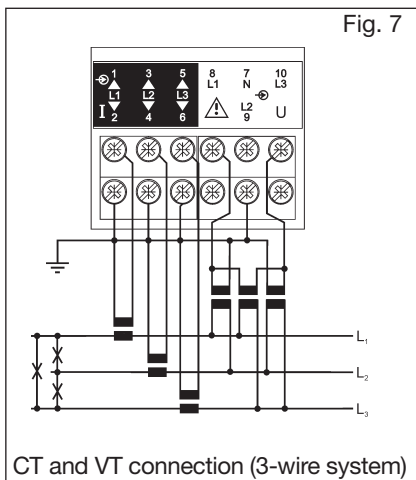 Fig. 7
1 3 5 8 7 10
L1 N L3
L1 L2 L3
L2
I 2 4 6 9 U
L1
L2
L3
CT and VT connection (3-wire system)